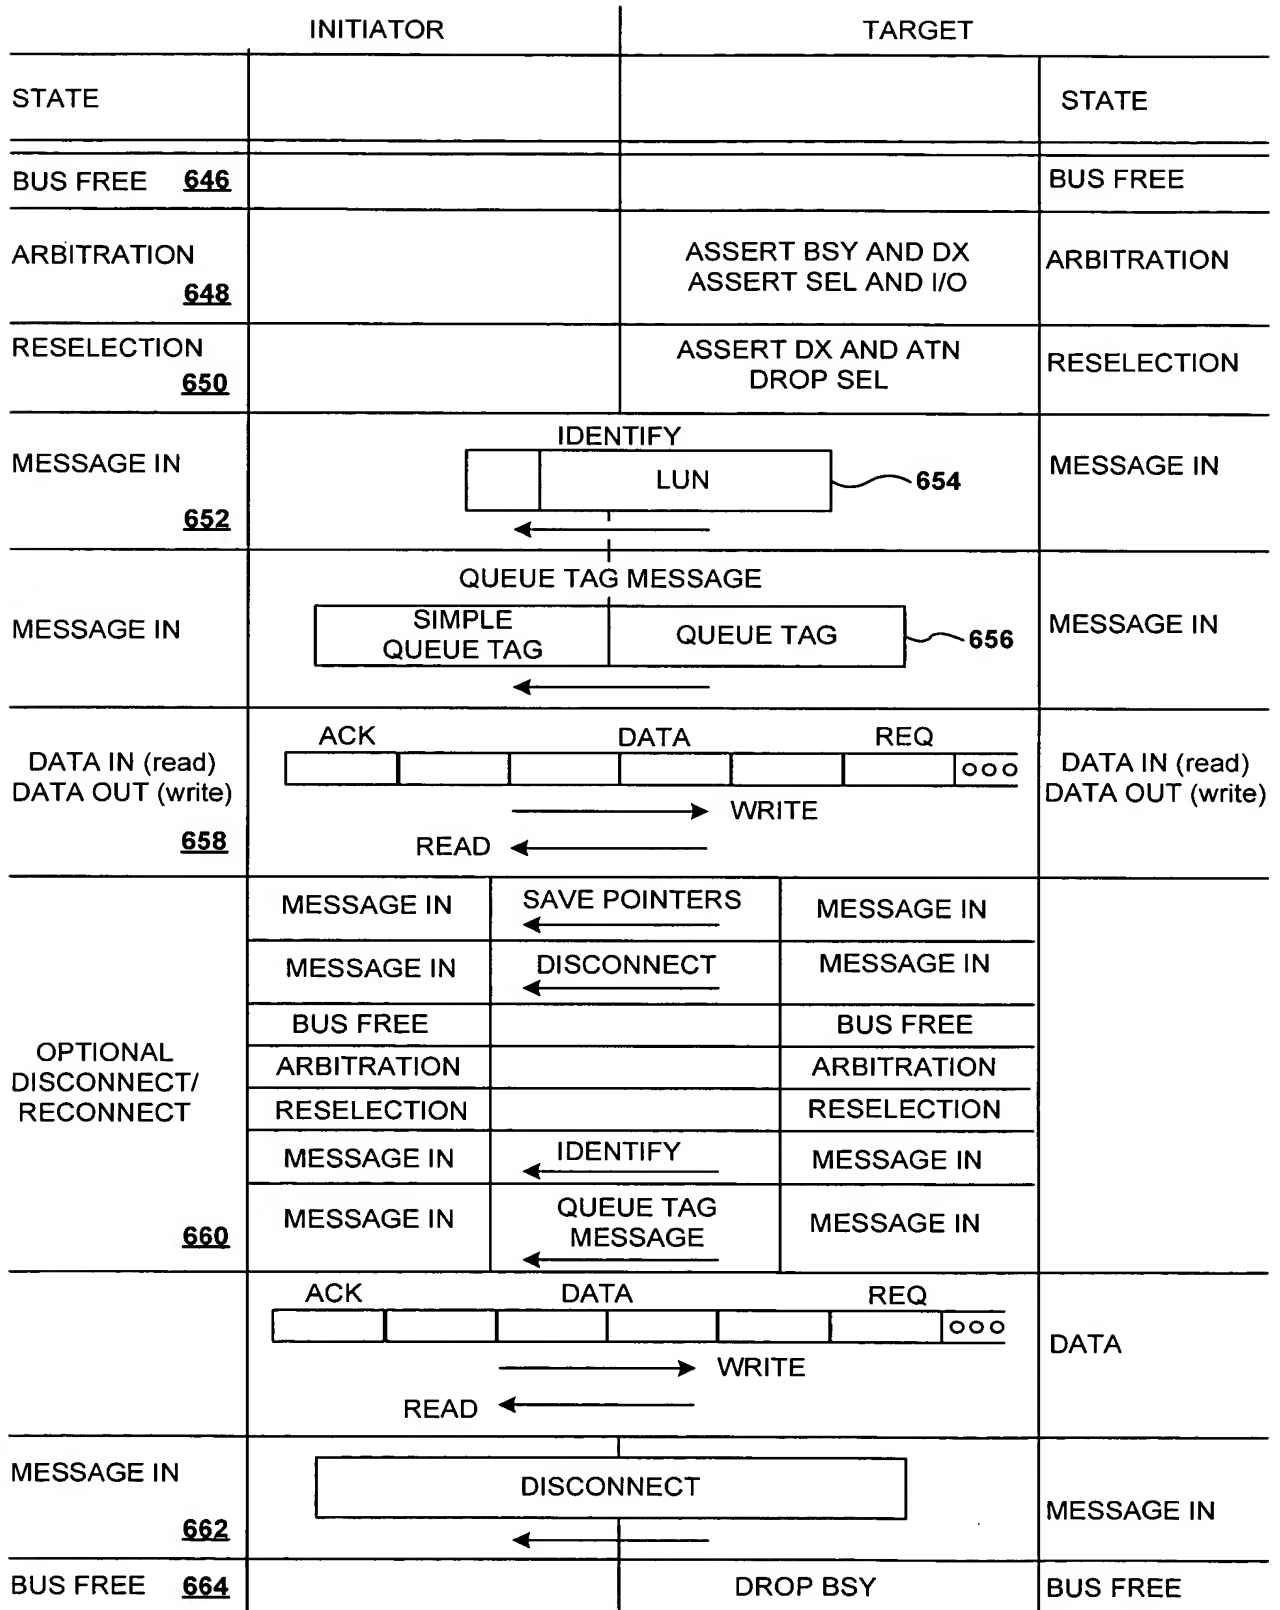 INITIATOR TARGET
STATE STATE
BUS FREE 646 BUS FREE
ARBITRATION
648
ASSERT BSY AND DX
ASSERT SEL AND I/O
ARBITRATION
RESELECTION
650
ASSERT DX AND ATN
DROP SEL
RESELECTION
MESSAGE IN
652
IDENTIFY
LUN
654
MESSAGE IN
MESSAGE IN
QUEUE TAG MESSAGE
SIMPLE
QUEUE TAG
QUEUE TAG
656
MESSAGE IN
DATA IN (read)
DATA OUT (write)
658
ACK DATA REQ
ooo
WRITE
READ
DATA IN (read)
DATA OUT (write)
OPTIONAL
DISCONNECT/
RECONNECT
660
MESSAGE IN SAVE POINTERS MESSAGE IN
MESSAGE IN DISCONNECT MESSAGE IN
BUS FREE BUS FREE
ARBITRATION ARBITRATION
RESELECTION RESELECTION
MESSAGE IN IDENTIFY MESSAGE IN
MESSAGE IN
QUEUE TAG
MESSAGE
MESSAGE IN
ACK DATA REQ
ooo
WRITE
READ
DATA
MESSAGE IN
662
DISCONNECT
MESSAGE IN
BUS FREE 664 DROP BSY BUS FREE